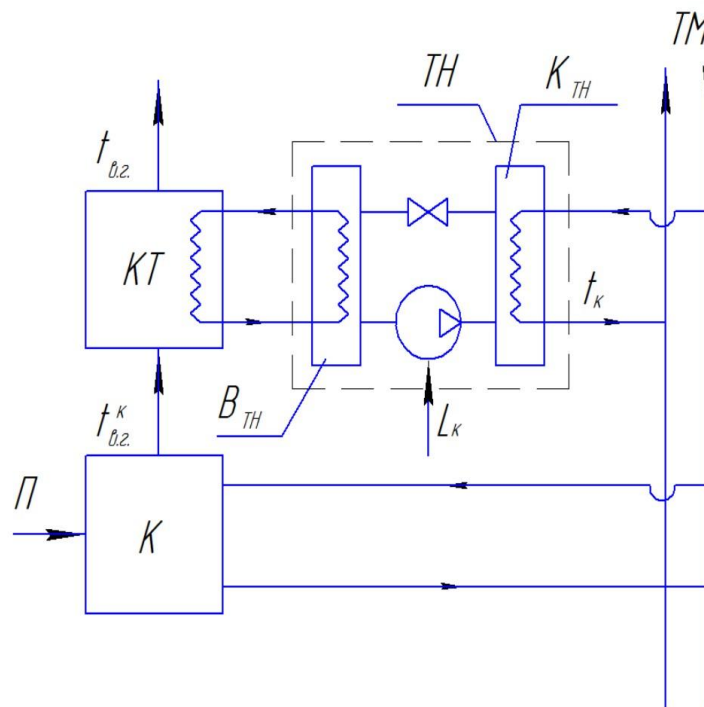 ТМ
ТН
К ТН
t в.г.
КТ
t к
В ТН
L к
t к в.г.
П
К